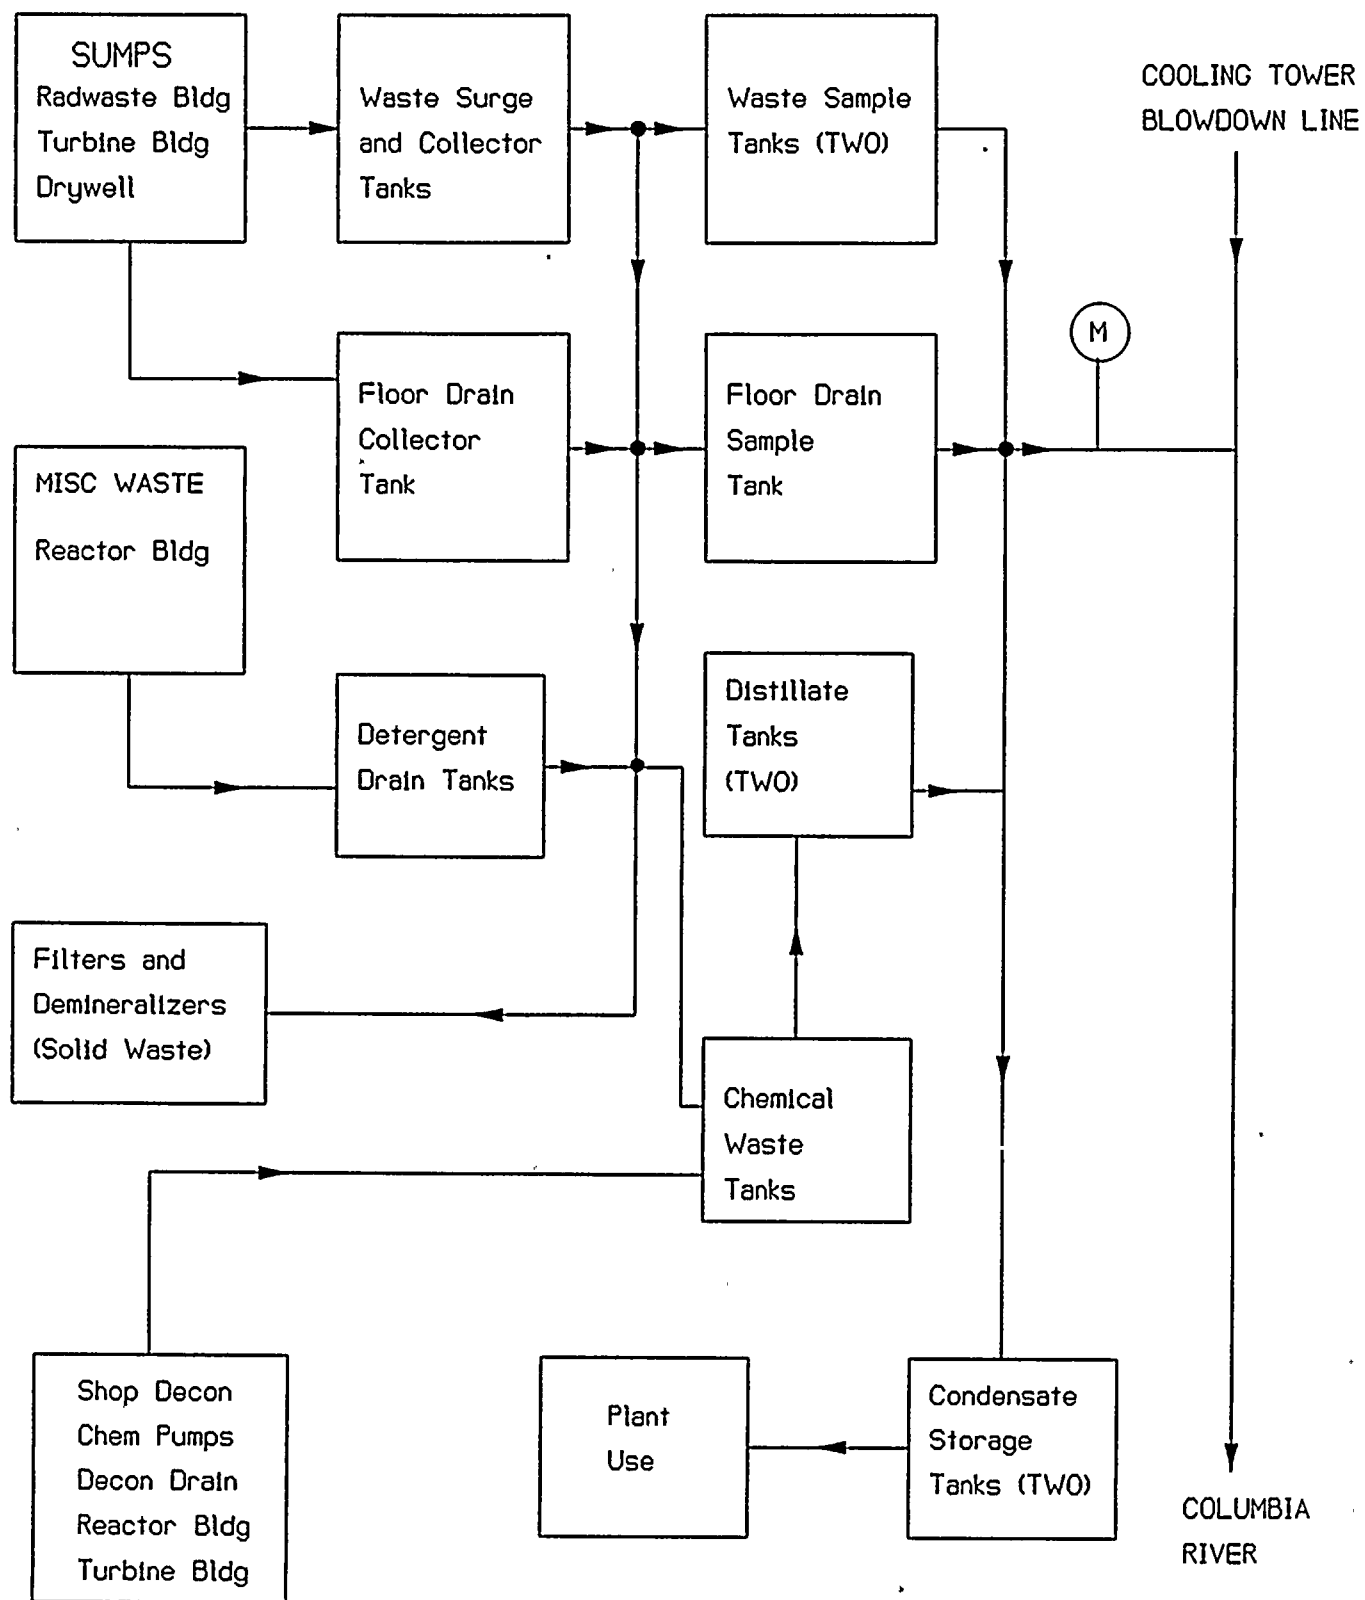 SUMPS
Radwaste Bldg
Turbine Bldg
Drywell
Waste Surge
and Collector
Tanks
Waste Sample
Tanks (TWO)
COOLING TOWER
BLOWDOWN LINE
Floor Drain
Collector
Tank
Floor Drain
Sample
Tank
M
MISC WASTE
Reactor Bldg
Detergent
Drain Tanks
Distillate
Tanks
(TWO)
Filters and
Demineralizers
(Solid Waste)
Chemical
Waste
Tanks
Shop Decon
Chem Pumps
Decon Drain
Reactor Bldg
Turbine Bldg
Plant
Use
Condensate
Storage
Tanks (TWO)
COLUMBIA
RIVER